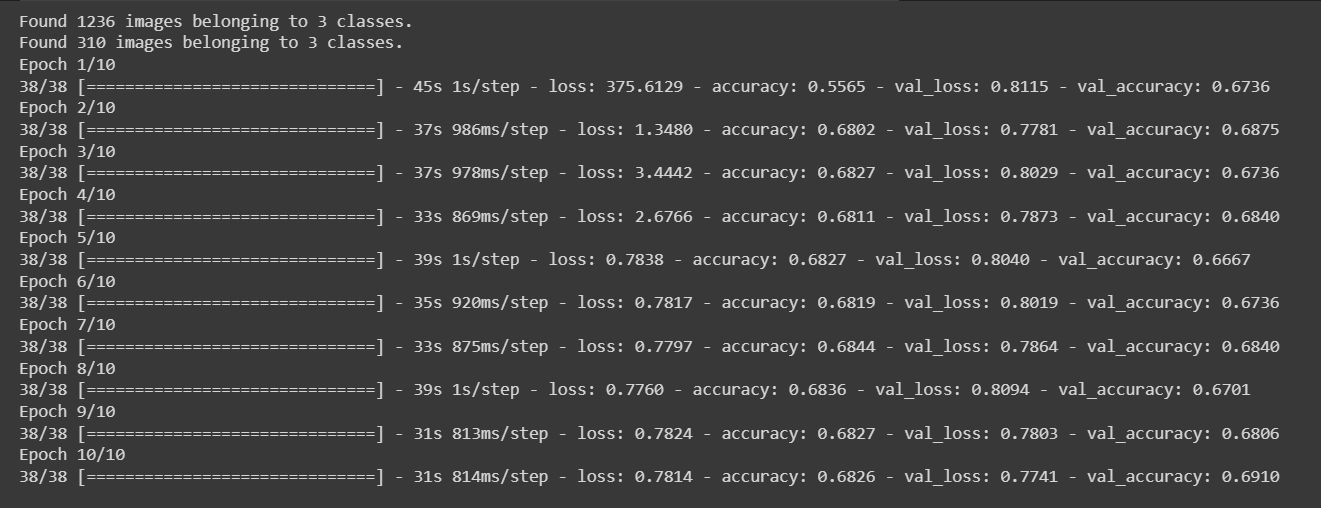 Found 1236 images belonging to 3 classes.
Found 310 images belonging to 3 classes.
Epoch 1/10
38/38 [==============================] - 45s 1s/step - loss: 375.6129 - accuracy: 0.5565 - val_loss: 0.8115 - val_accuracy: 0.6736
Epoch 2/10
38/38 [==============================] - 37s 986ms/step - loss: 1.3480 - accuracy: 0.6802 - val_loss: 0.7781 - val_accuracy: 0.6875
Epoch 3/10
38/38 [==============================] - 37s 978ms/step - loss: 3.4442 - accuracy: 0.6827 - val_loss: 0.8029 - val_accuracy: 0.6736
Epoch 4/10
38/38 [==============================] - 33s 869ms/step - loss: 2.6766 - accuracy: 0.6811 - val_loss: 0.7873 - val_accuracy: 0.6840
Epoch 5/10
38/38 [==============================] - 39s 1s/step - loss: 0.7838 - accuracy: 0.6827 - val_loss: 0.8040 - val_accuracy: 0.6667
Epoch 6/10
38/38 [==============================] - 35s 920ms/step - loss: 0.7817 - accuracy: 0.6819 - val_loss: 0.8019 - val_accuracy: 0.6736
Epoch 7/10
38/38 [==============================] - 33s 875ms/step - loss: 0.7797 - accuracy: 0.6844 - val_loss: 0.7864 - val_accuracy: 0.6840
Epoch 8/10
38/38 [==============================] - 39s 1s/step - loss: 0.7760 - accuracy: 0.6836 - val_loss: 0.8094 - val_accuracy: 0.6701
Epoch 9/10
38/38 [==============================] - 31s 813ms/step - loss: 0.7824 - accuracy: 0.6827 - val_loss: 0.7803 - val_accuracy: 0.6806
Epoch 10/10
38/38 [==============================] - 31s 814ms/step - loss: 0.7814 - accuracy: 0.6826 - val_loss: 0.7741 - val_accuracy: 0.6910